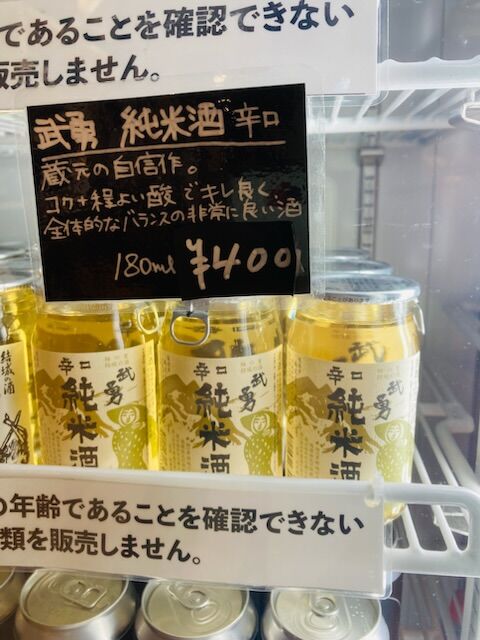 であることを確認できない
販売しません。
武勇 純米酒 辛口
蔵元の自信作。
コク+程よい酸でキレ良く
全体的なバランスの非常に良い酒
180ml ¥400
結城の酒
辛口 武勇 純米酒
辛口 武勇 純米酒
辛口 武勇 純米酒
の年齢であることを確認できない
類を販売しません。